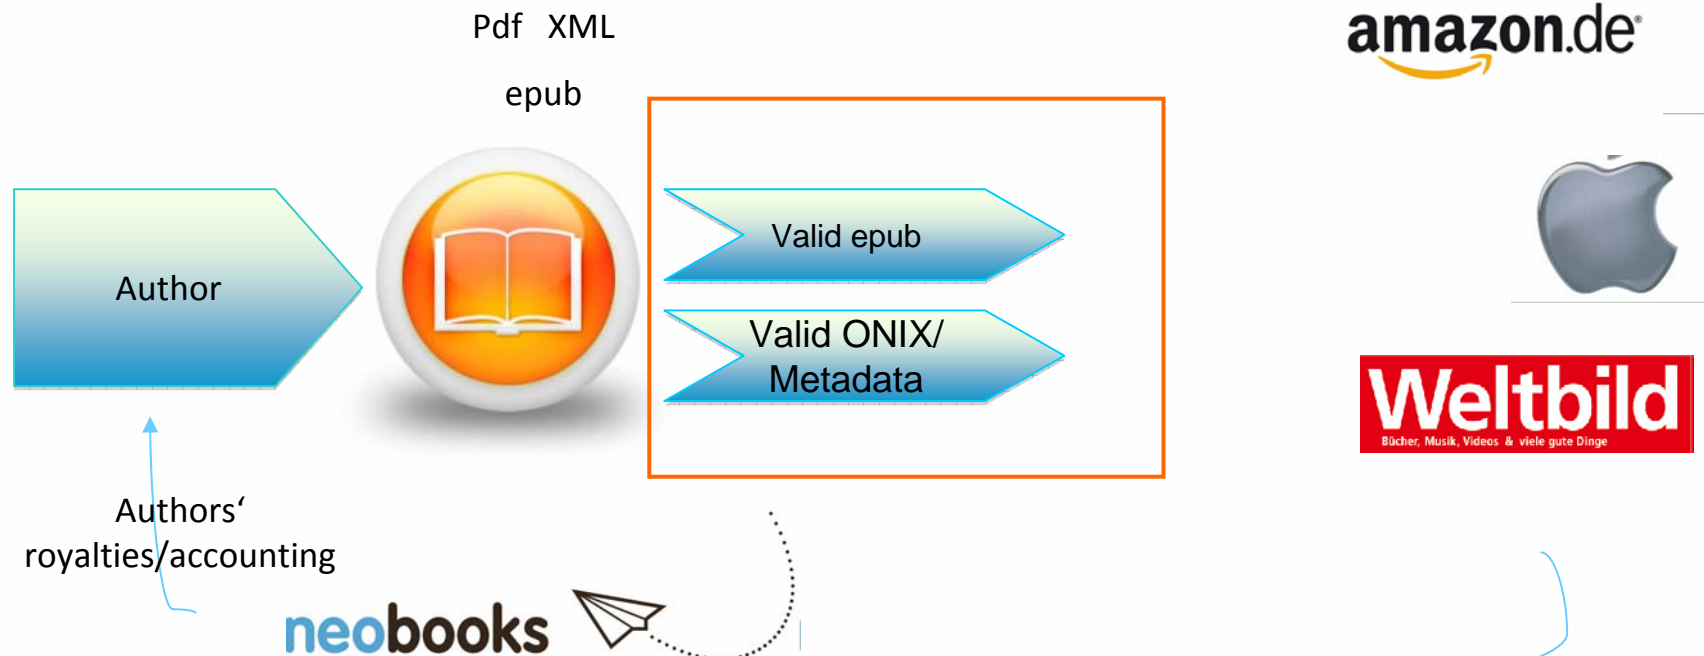 Pdf XML
epub
amazon.de
Author
Valid epub
Valid ONIX/
Metadata
Weltbild
Bücher, Musik, Videos & viele gute Dinge
Authors‘
royalties/accounting
neobooks